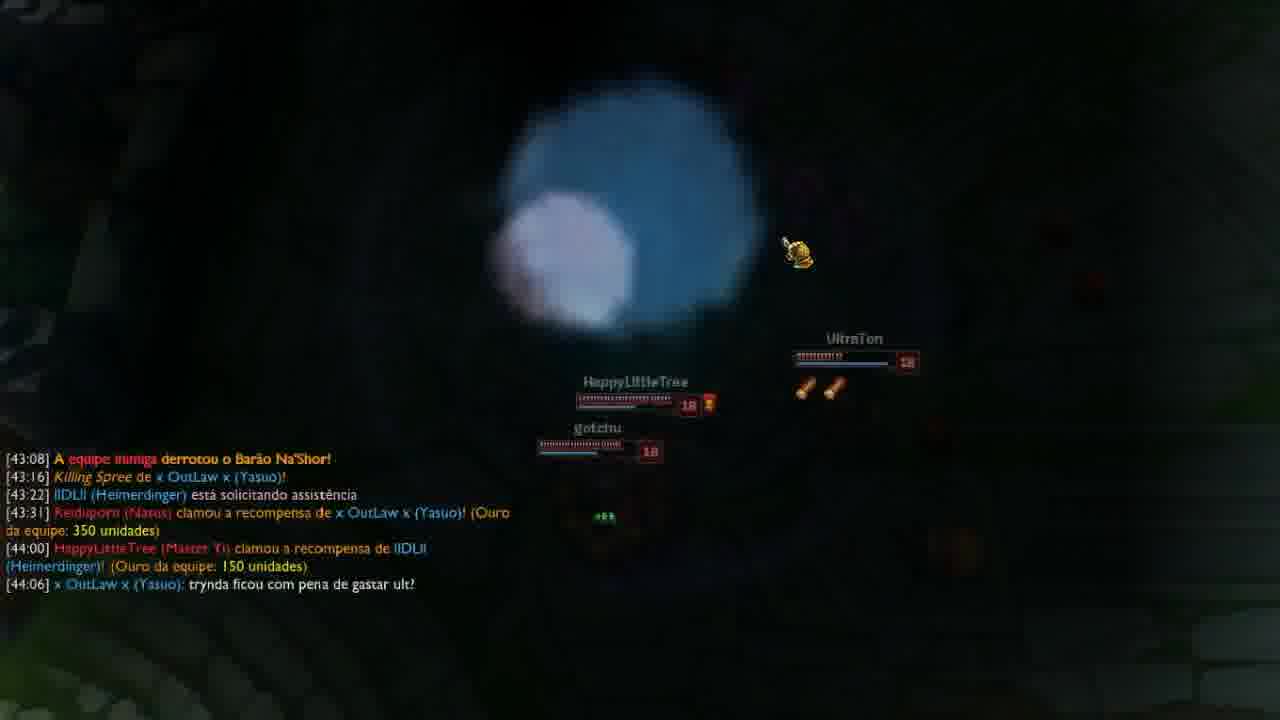 UltraTon
18
HappyLittleTree
18
gotchu
18
[43:08] A equipe inimiga derrotou o Barão Na'Shor!
[43:16] Killing Spree de x OutLaw x (Yasuo)!
[43:22] (Heimerdinger) está solicitando assistência
[43:31] (Nasus) clamou a recompensa de x OutLaw x (Yasuo)! (Ouro
da equipe: 350 unidades)
[44:00] HappyLittleTree (Master Yi) clamou a recompensa de
(Heimerdinger)! (Ouro da equipe: 150 unidades)
[44:06] x OutLaw x (Yasuo): trynda ficou com pena de gastar ult?